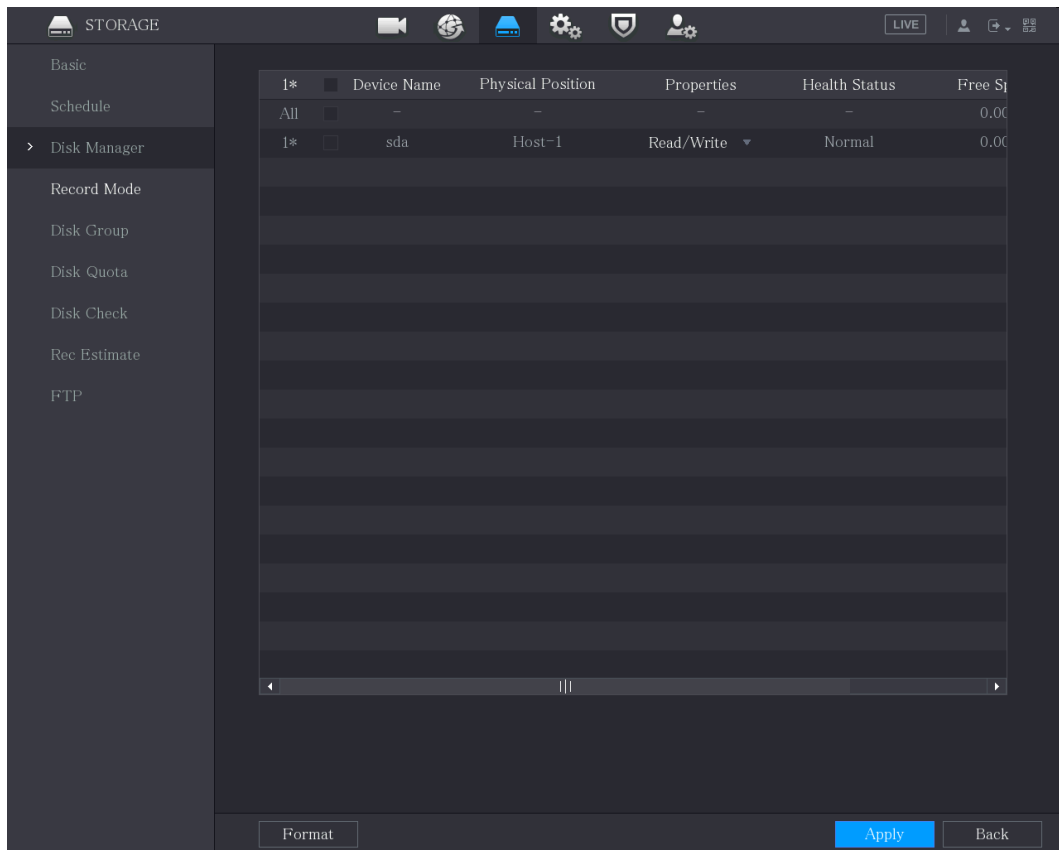 STORAGE LIVE
Basic
Schedule
Disk Manager
Record Mode
Disk Group
Disk Quota
Disk Check
Rec Estimate
FTP
1* Device Name Physical Position Properties Health Status Free
All - - - - 0.00
1* sda Host-1 Read/Write Normal 0.00
Format Apply Back